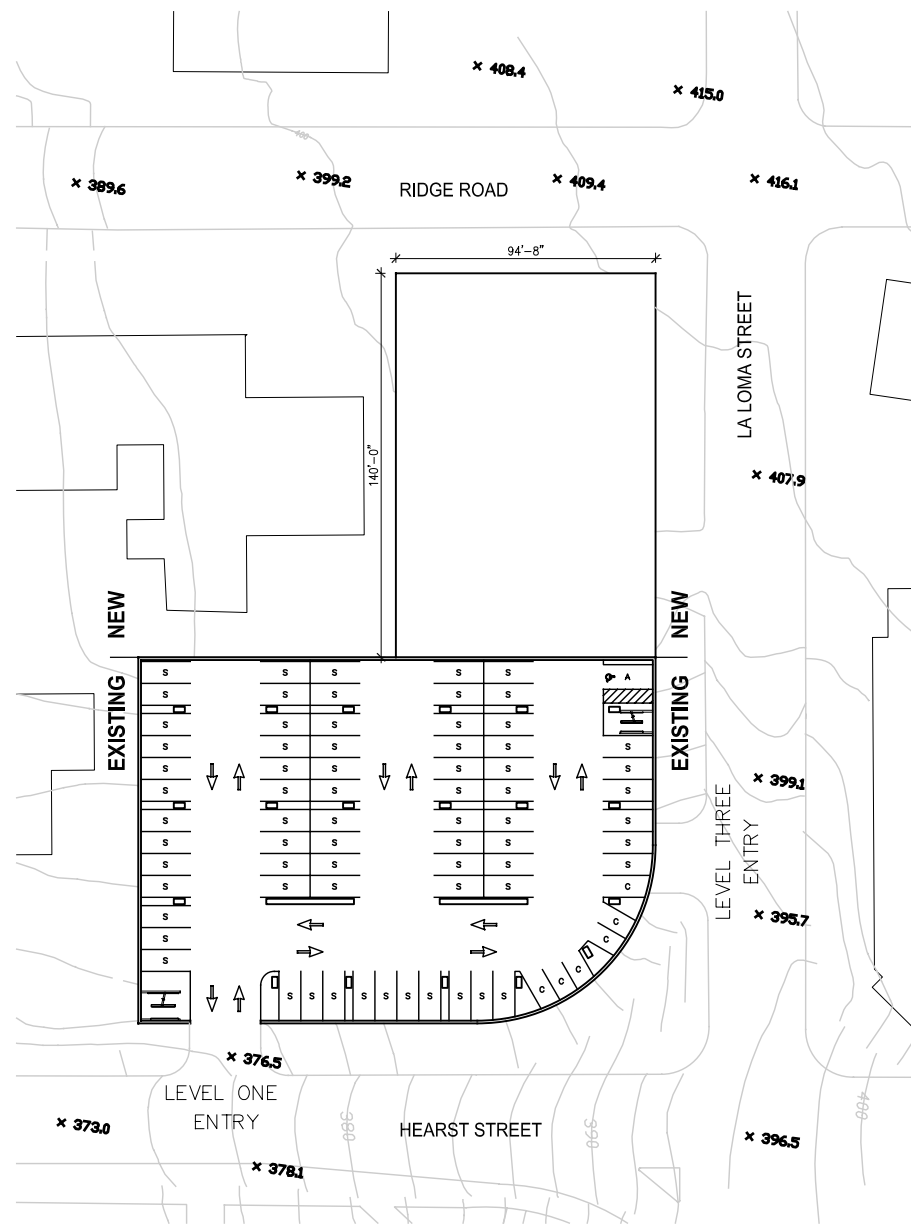 408.4
415.0
400
389.6
399.2
RIDGE ROAD
409.4
416.1
94'-8"
LA LOMA STREET
140'-0"
407.9
NEW
NEW
EXISTING
EXISTING
S S S S S A
S S S S S
S S S S S
S S S S S S
S S S S S S
S S S S S S
S S S S S S
S S S S S S
S S S S S S
S S S S S C
S C
S C
S C C C
S S S S S S S S S S
399.1
LEVEL THREE
ENTRY
395.7
376.5
LEVEL ONE
ENTRY
373.0
380
HEARST STREET
390
396.5
400
378.1